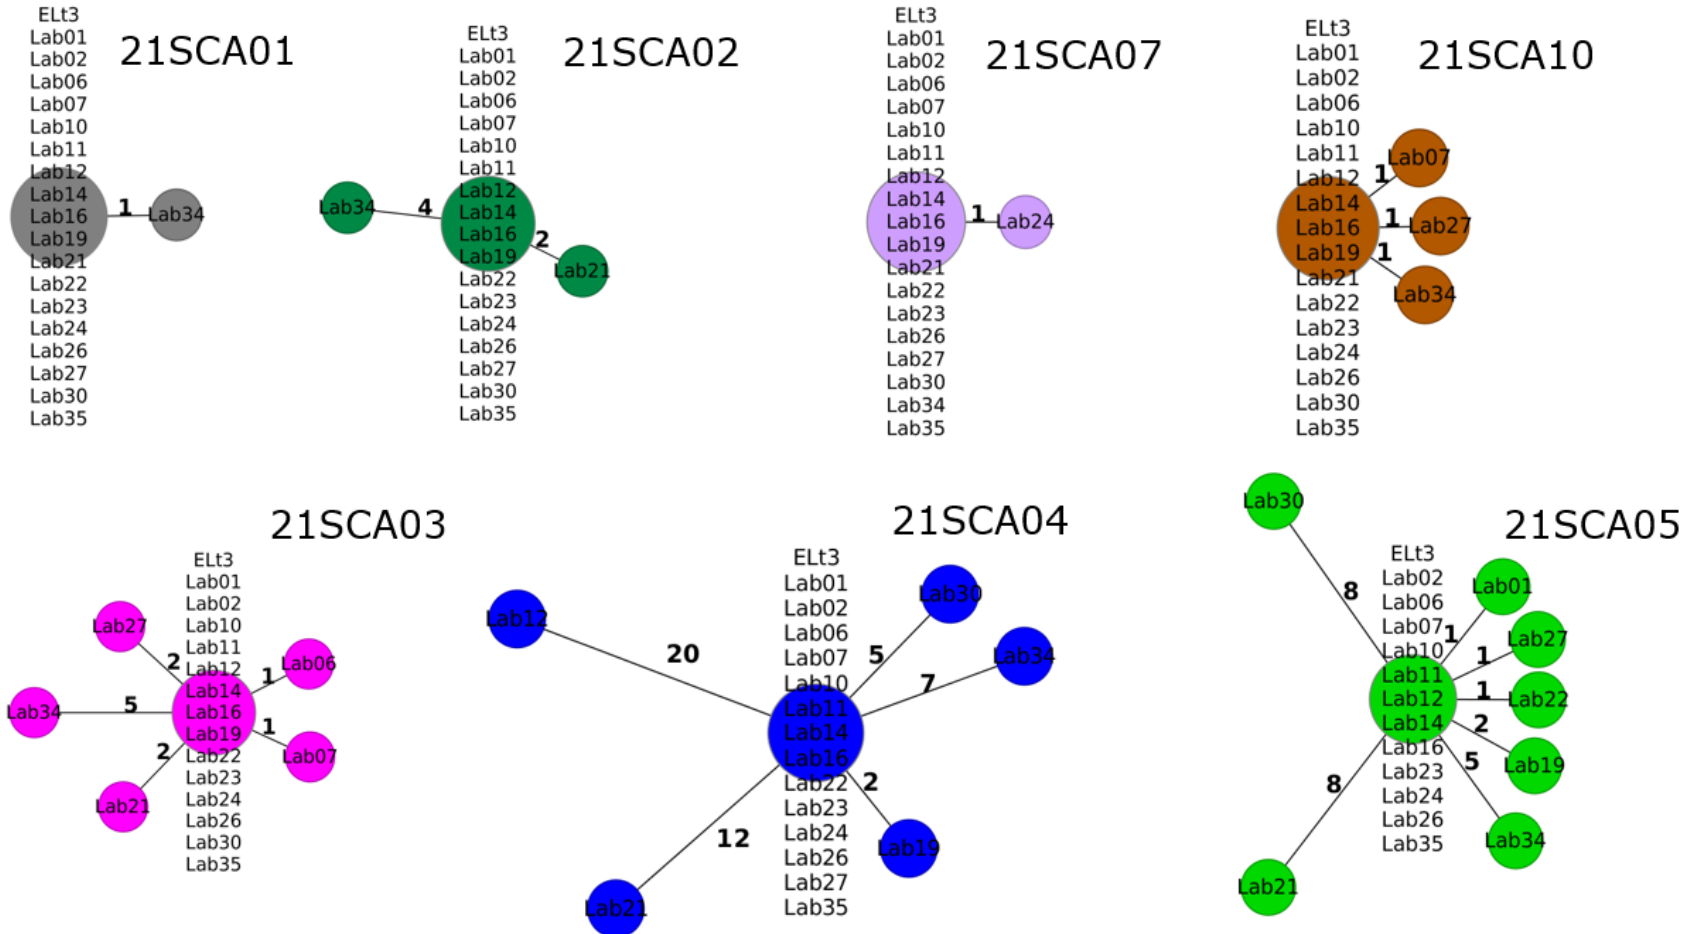 21SCA01
ELt3
Lab01
Lab02
Lab06
Lab07
Lab10
Lab11
Lab12
Lab14
Lab16
Lab19
Lab21
Lab22
Lab23
Lab24
Lab26
Lab27
Lab30
Lab35
1
Lab34
21SCA02
ELt3
Lab01
Lab02
Lab06
Lab07
Lab10
Lab11
Lab12
Lab14
Lab16
Lab19
Lab22
Lab23
Lab24
Lab26
Lab27
Lab30
Lab35
Lab34
4
2
Lab21
21SCA07
ELt3
Lab01
Lab02
Lab06
Lab07
Lab10
Lab11
Lab12
Lab14
Lab16
Lab19
Lab21
Lab22
Lab23
Lab26
Lab27
Lab30
Lab34
Lab35
1
Lab24
21SCA10
ELt3
Lab01
Lab02
Lab06
Lab10
Lab11
Lab12
Lab14
Lab16
Lab19
Lab21
Lab22
Lab23
Lab24
Lab26
Lab30
Lab35
1
Lab07
1
Lab27
1
Lab34
21SCA03
ELt3
Lab01
Lab02
Lab10
Lab11
Lab12
Lab14
Lab16
Lab19
Lab22
Lab23
Lab24
Lab26
Lab30
Lab35
Lab27
2
Lab34
5
2
Lab21
1
Lab06
1
Lab07
21SCA04
ELt3
Lab01
Lab02
Lab06
Lab07
Lab10
Lab11
Lab14
Lab16
Lab22
Lab23
Lab24
Lab26
Lab27
Lab35
Lab12
20
Lab30
5
Lab34
7
2
Lab19
12
Lab21
21SCA05
ELt3
Lab02
Lab06
Lab07
Lab10
Lab11
Lab12
Lab14
Lab16
Lab23
Lab24
Lab26
Lab35
Lab30
8
Lab01
1
Lab27
1
Lab22
1
2
Lab19
5
Lab34
8
Lab21